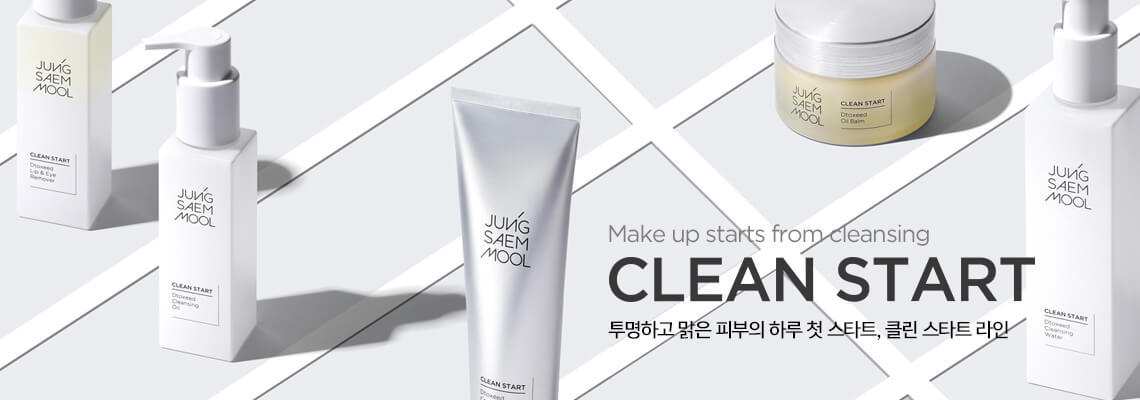 JUNG
SAEM
MOOL
CLEAN START
Dtoxeed
Lip & Eye
Remover
JUNG
SAEM
MOOL
CLEAN START
Dtoxeed
Cleansing
Oil
JUNG
SAEM
MOOL
CLEAN START
Dtoxeed
JUNG
SAEM
MOOL
CLEAN START
Dtoxeed
Oil Balm
JUNG
SAEM
MOOL
CLEAN START
Dtoxeed
Cleansing
Water
Make up starts from cleansing
CLEAN START
투명하고 맑은 피부의 하루 첫 스타트, 클린 스타트 라인